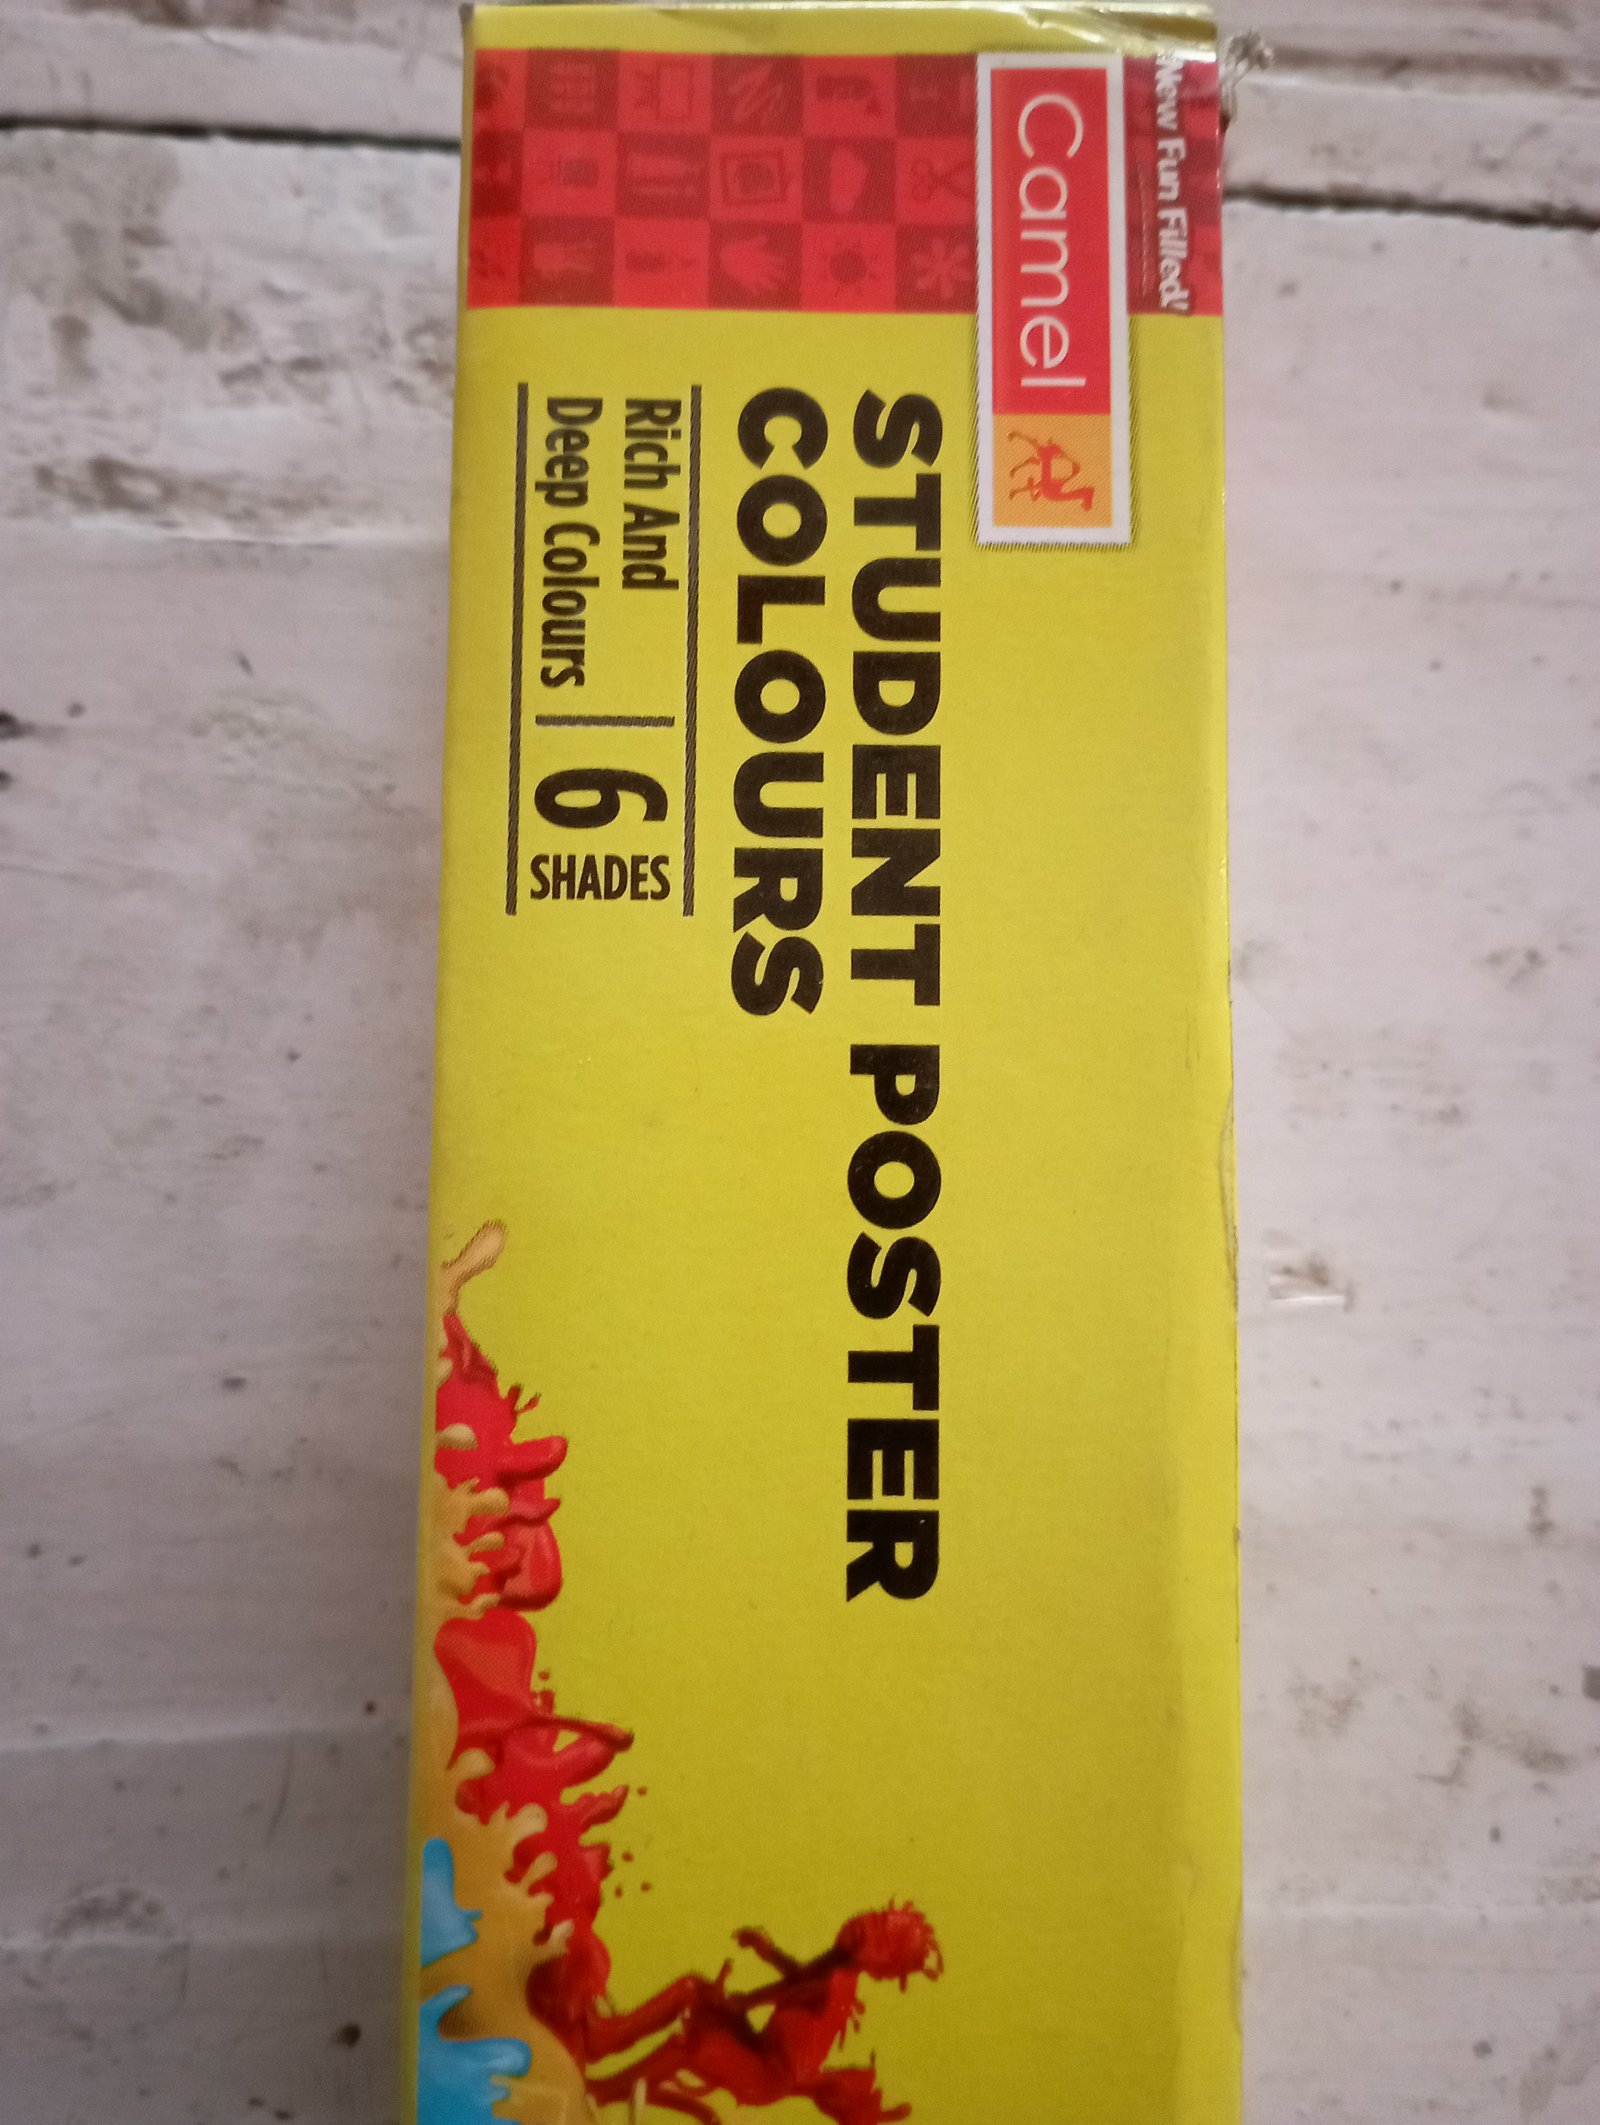 New Fun Filled!
Camel
STUDENT POSTER
COLOURS
Rich And
Deep Colours
6
SHADES